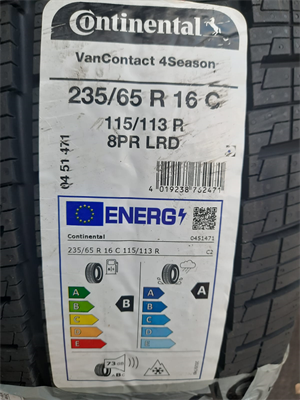 Continental
VanContact 4Season
235/65 R 16 C
115/113 R
8PR LRD
04 51 471
4 019238 762471
ENERG
Continental
0451471
235/65 R 16 C 115/113 R
C2
A
B
C
D
E
B
A
B
C
D
E
A
73 dB
B